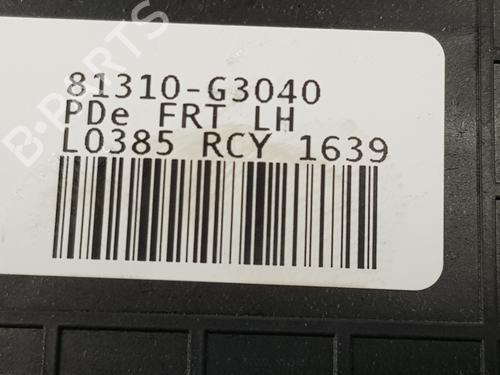 B-PARTS
81310-G3040
PDe FRT LH
L0385 RCY 1639